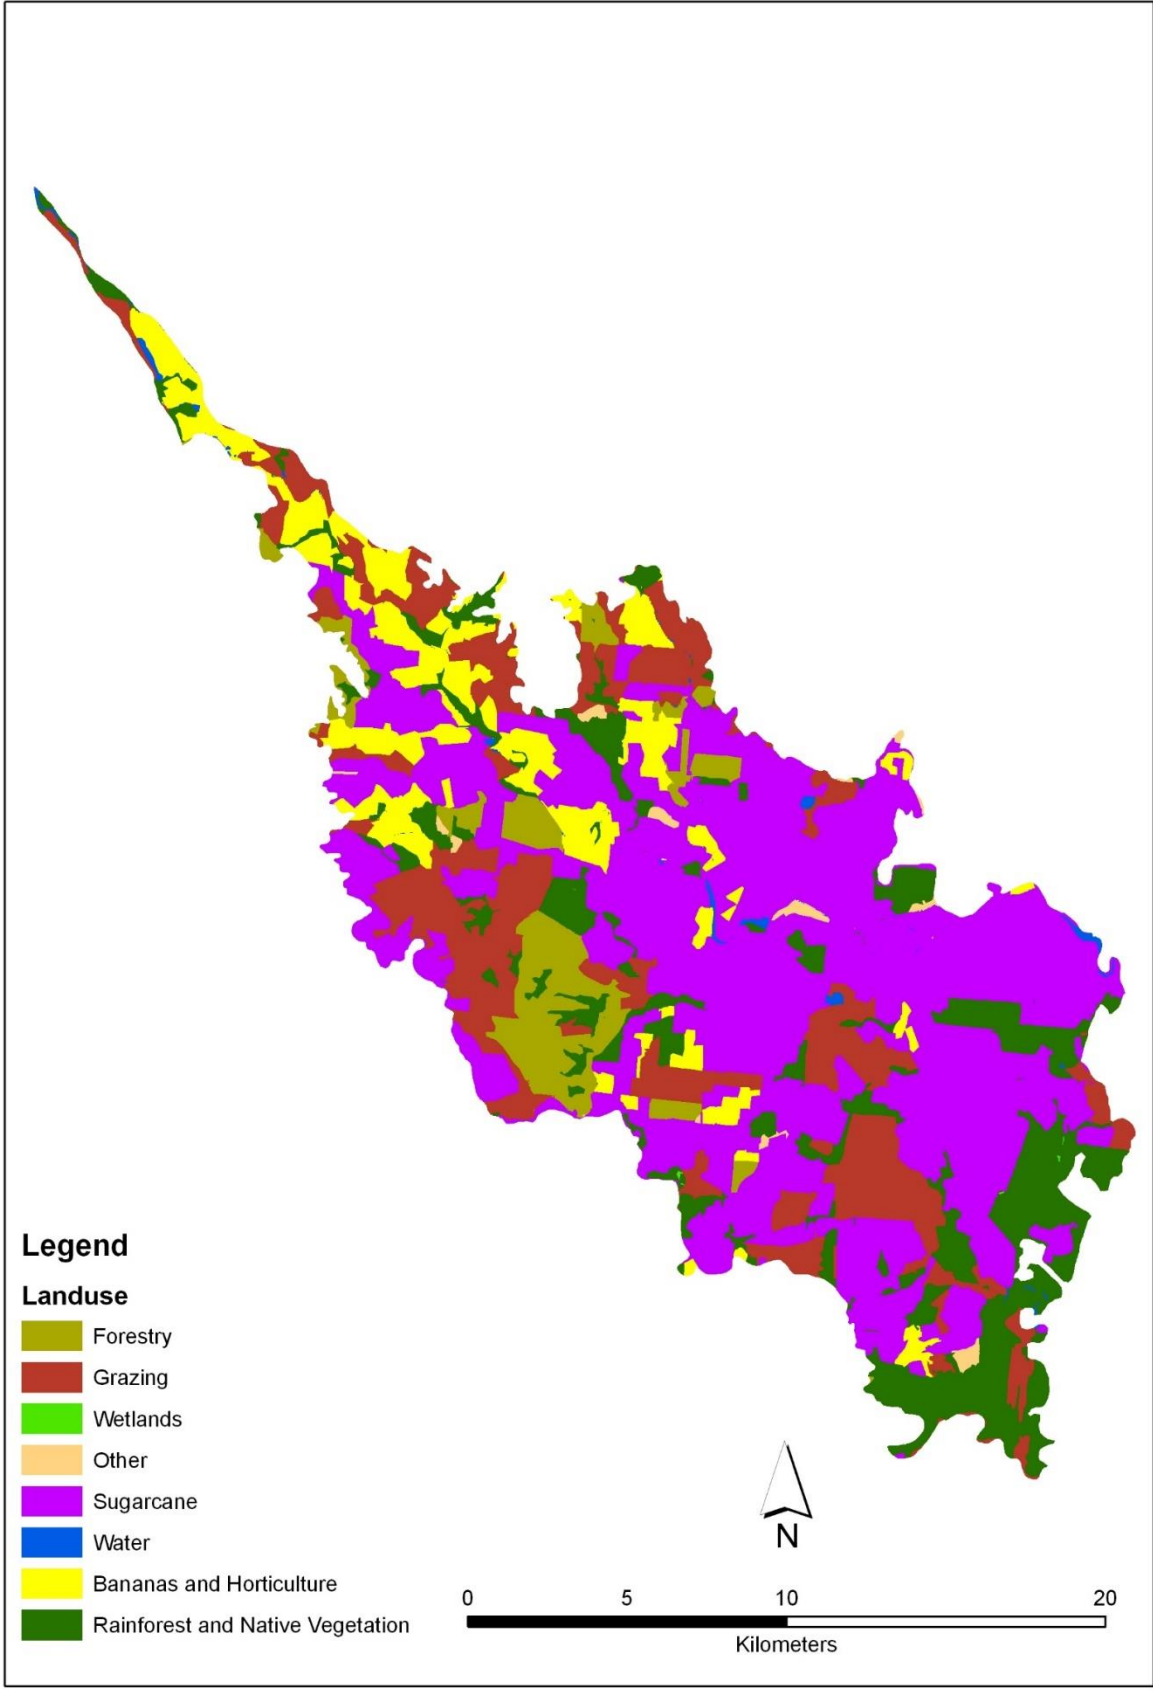 Legend
Landuse
Forestry
Grazing
Wetlands
Other
Sugarcane
Water
Bananas and Horticulture
Rainforest and Native Vegetation
N
0 5 10 20
Kilometers